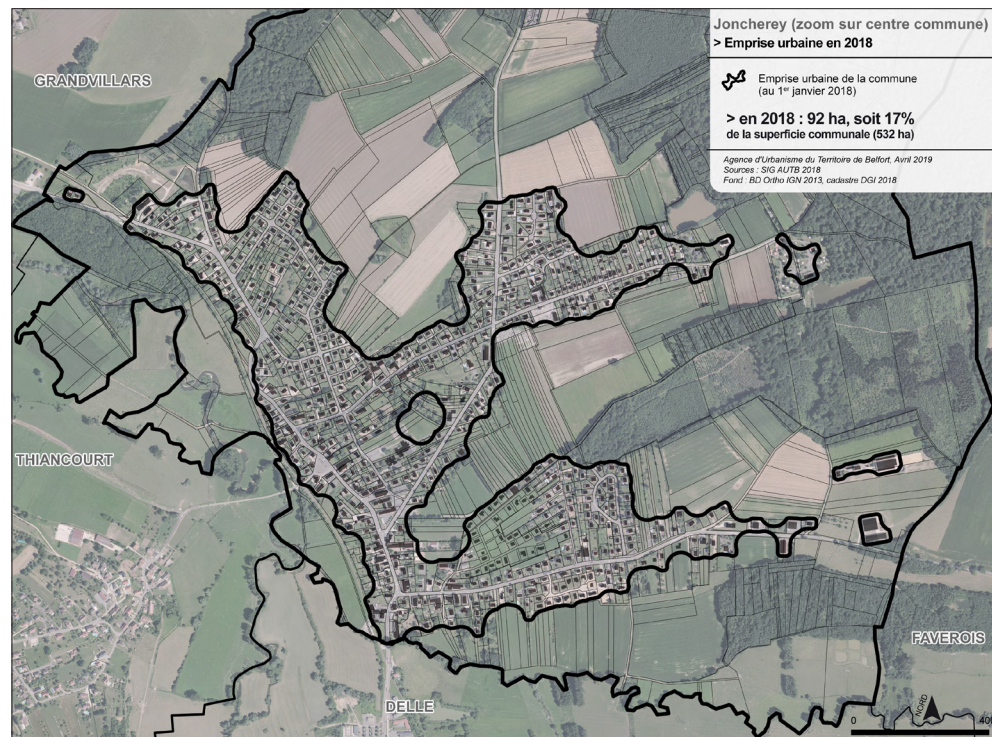 Joncherey (zoom sur centre commune)
> Emprise urbaine en 2018
Emprise urbaine de la commune
(au 1er janvier 2018)
> en 2018 : 92 ha, soit 17%
de la superficie communale (532 ha)
Agence d'Urbanisme du Territoire de Belfort, Avril 2019
Sources : SIG AUTB 2018
Fond : BD Ortho IGN 2013, cadastre DGI 2018
GRANDVILLARS
THIANCOURT
FAVEROIS
DELLE
NORD
0